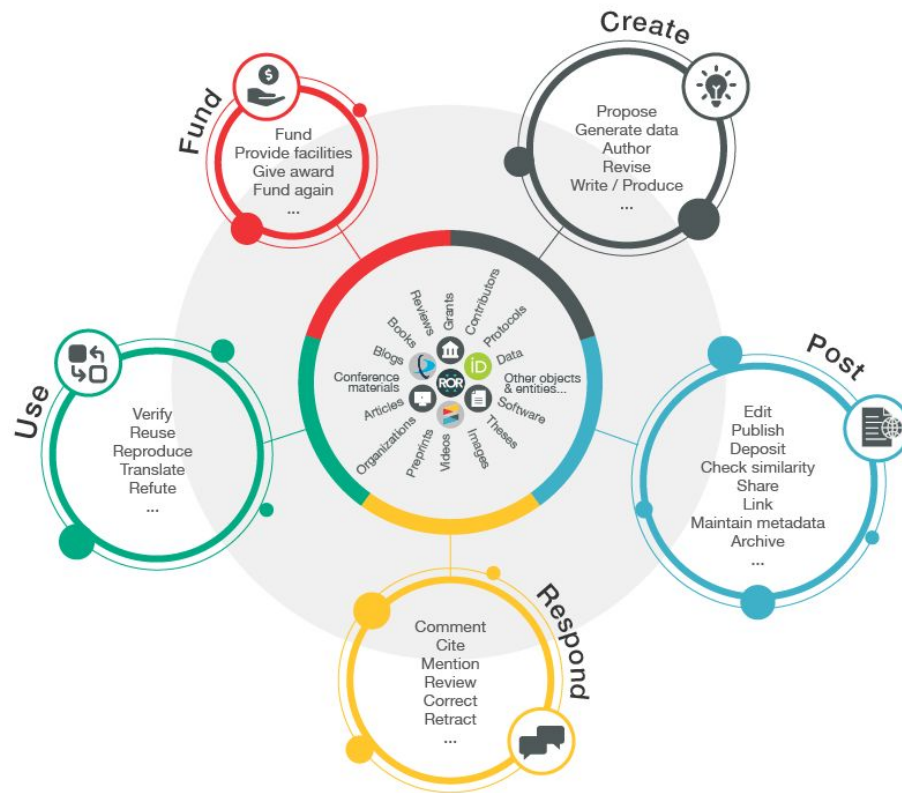 Fund
Fund
Provide facilities
Give award
Fund again
...
Create
Propose
Generate data
Author
Revise
Write / Produce
...
Post
Edit
Publish
Deposit
Check similarity
Share
Link
Maintain metadata
Archive
...
Respond
Comment
Cite
Mention
Review
Correct
Retract
...
Use
Verify
Reuse
Reproduce
Translate
Refute
...
Grants
Contributors
Protocols
Data
Other objects
& entities...
Software
Theses
Images
Videos
Preprints
Organizations
Articles
Conference
materials
Blogs
Books
Reviews
iD
ROR
$